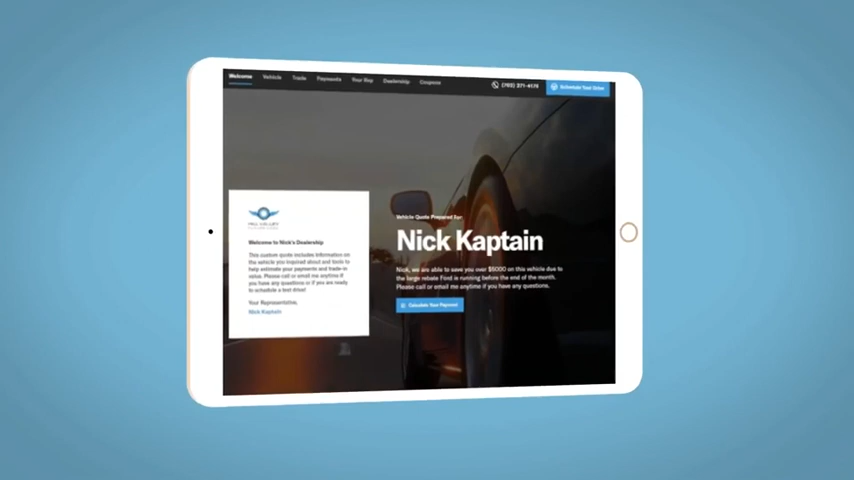 Welcome Vehicle Trade Payments Your Rep Dealership Coupons
(702) 371-4179
Schedule Test Drive
Welcome to Nick's Dealership
This custom quote includes information on
the vehicle you inquired about and tools to
help estimate your payments and trade-in
value. Please call or email me anytime if
you have any questions or if you are ready
to schedule a test drive!
Your Representative,
Nick Kaptain
Vehicle Quote Prepared For:
Nick Kaptain
Nick, we are able to save you over $5000 on this vehicle due to
the large rebate Ford is running before the end of the month.
Please call or email me anytime if you have any questions.
Calculate Your Payment